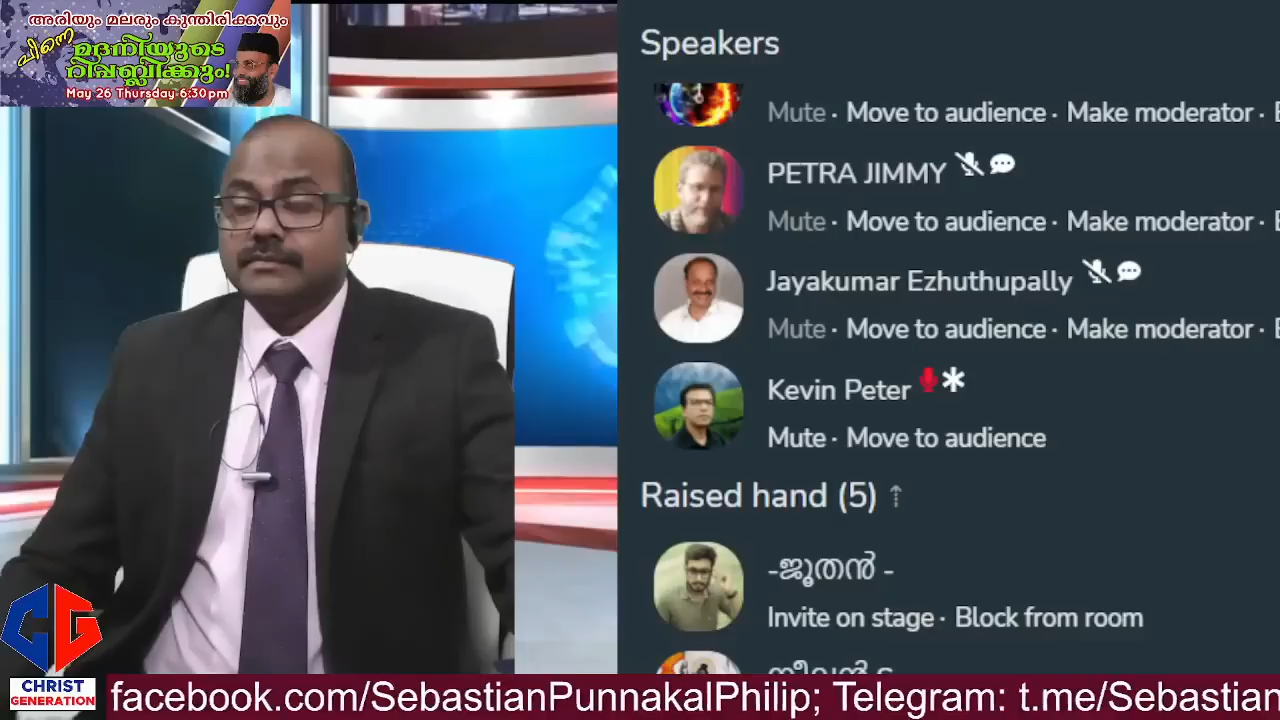 അരിയും മലരും കുന്തിരിക്കവും
പിന്നെ മദനിയുടെ
റിപ്പബ്ലിക്കും!
May 26 Thursday-6:30pm
Speakers
Mute · Move to audience · Make moderator ·
PETRA JIMMY
Mute · Move to audience · Make moderator ·
Jayakumar Ezhuthupally
Mute · Move to audience · Make moderator ·
Kevin Peter
Mute · Move to audience
Raised hand (5)
-ജൂതൻ -
Invite on stage · Block from room
CG
CHRIST
GENERATION
facebook.com/SebastianPunnakalPhilip; Telegram: t.me/Sebastian